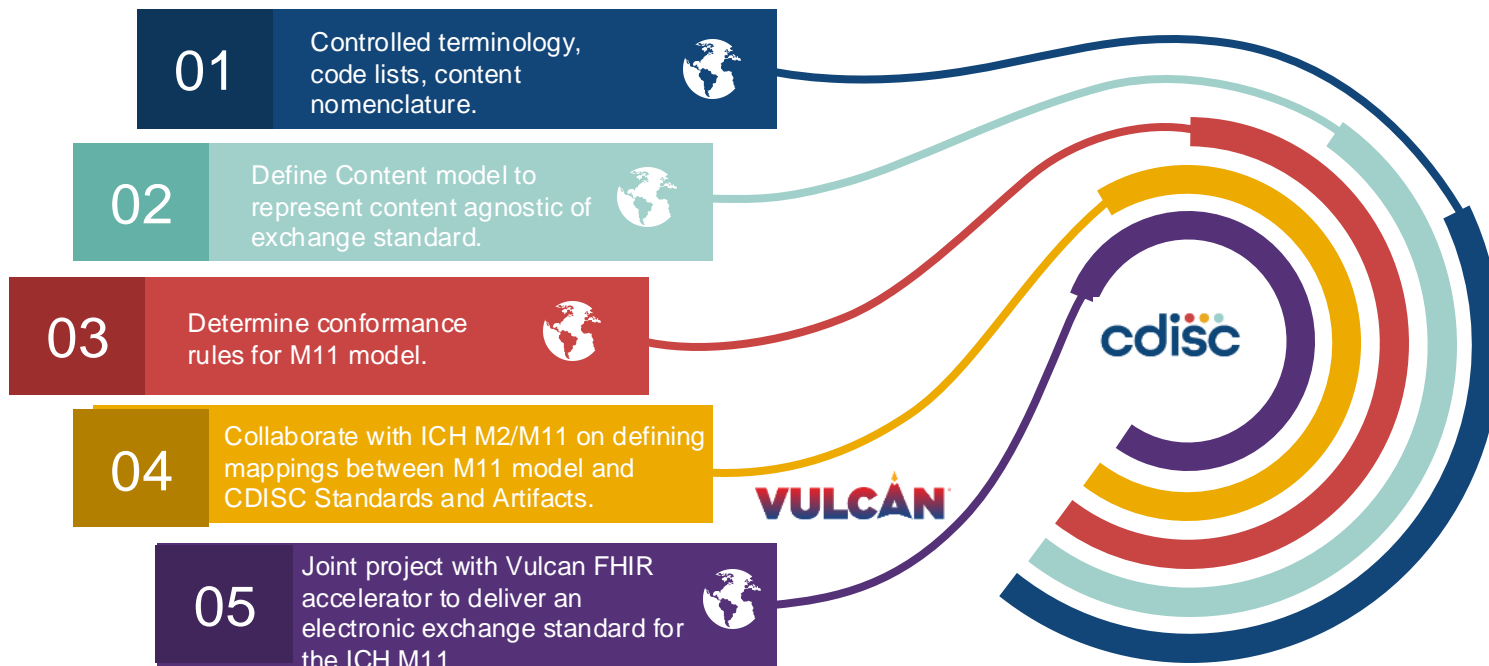 01
Controlled terminology,
code lists, content
nomenclature.
02
Define Content model to
represent content agnostic of
exchange standard.
03
Determine conformance
rules for M11 model.
04
Collaborate with ICH M2/M11 on defining
mappings between M11 model and
CDISC Standards and Artifacts.
05
Joint project with Vulcan FHIR
accelerator to deliver an
electronic exchange standard for
the ICH M11
VULCAN
cdisc